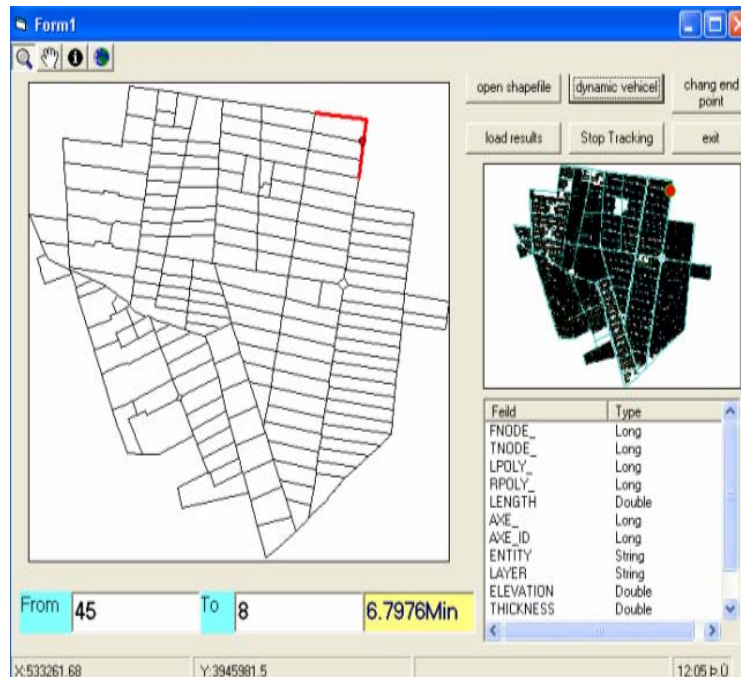 Form1
open shapefile
dynamic vehicel
chang end
point
load results
Stop Tracking
exit
Feild Type
FNODE_ Long
TNODE_ Long
LPOLY_ Long
RPOLY_ Long
LENGTH Double
AXE_ Long
AXE_ID Long
ENTITY String
LAYER String
ELEVATION Double
THICKNESS Double
From 45 To 8 6.7976Min
X:533261.68 Y:3945981.5 12:05 Þ.Û